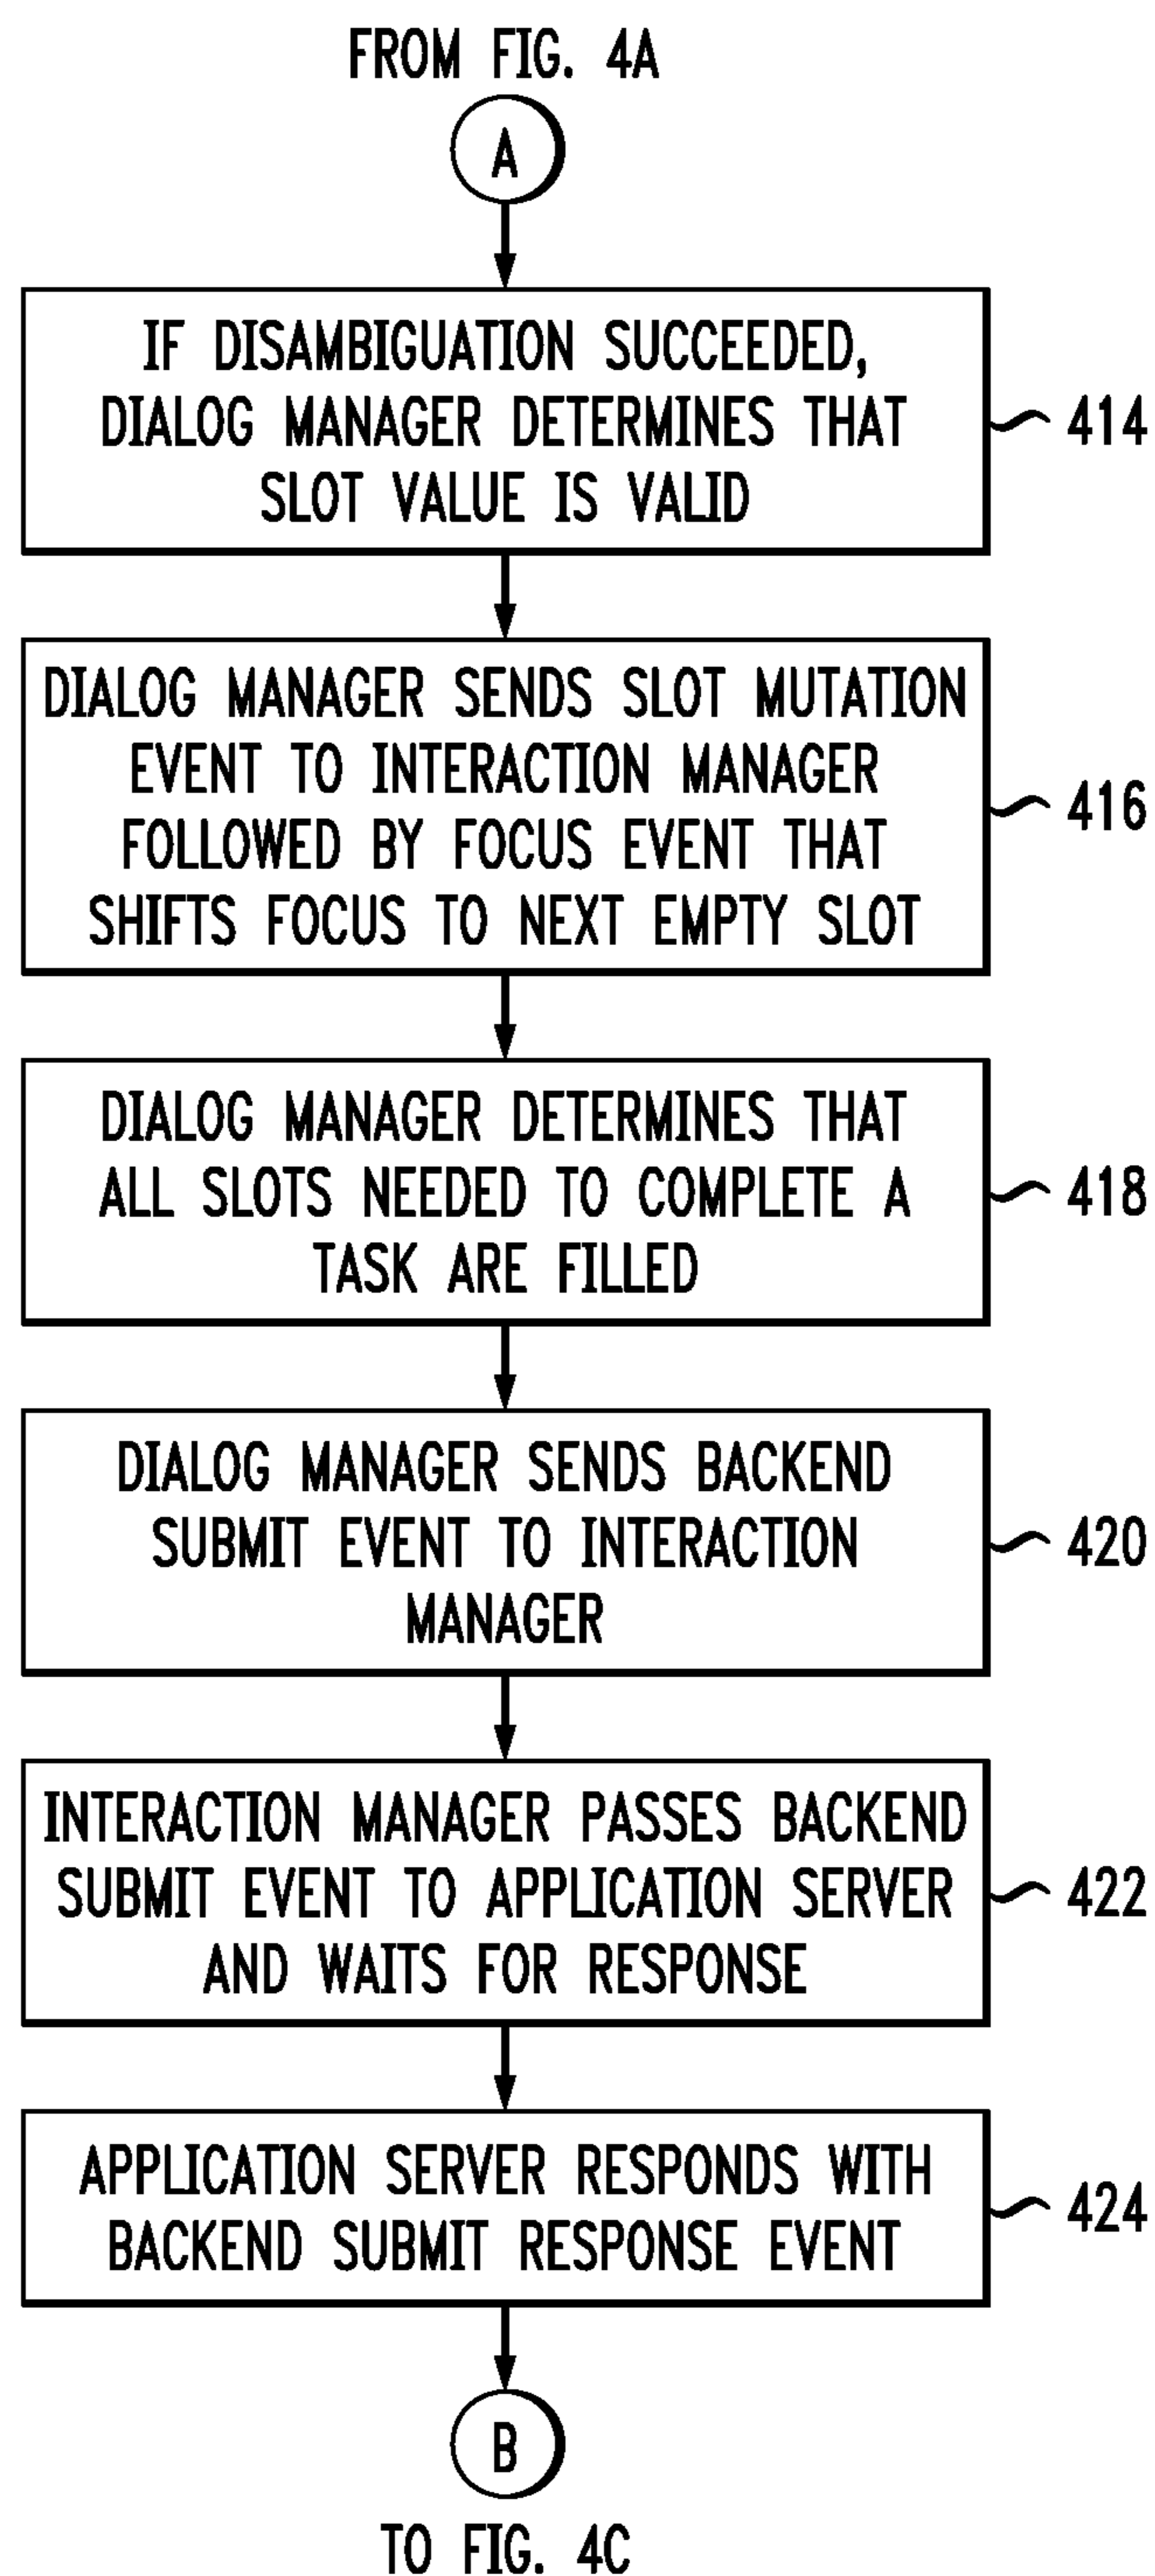 FROM FIG. 4A
A
IF DISAMBIGUATION SUCCEEDED,
DIALOG MANAGER DETERMINES THAT
SLOT VALUE IS VALID
414
DIALOG MANAGER SENDS SLOT MUTATION
EVENT TO INTERACTION MANAGER
FOLLOWED BY FOCUS EVENT THAT
SHIFTS FOCUS TO NEXT EMPTY SLOT
416
DIALOG MANAGER DETERMINES THAT
ALL SLOTS NEEDED TO COMPLETE A
TASK ARE FILLED
418
DIALOG MANAGER SENDS BACKEND
SUBMIT EVENT TO INTERACTION
MANAGER
420
INTERACTION MANAGER PASSES BACKEND
SUBMIT EVENT TO APPLICATION SERVER
AND WAITS FOR RESPONSE
422
APPLICATION SERVER RESPONDS WITH
BACKEND SUBMIT RESPONSE EVENT
424
B
TO FIG. 4C